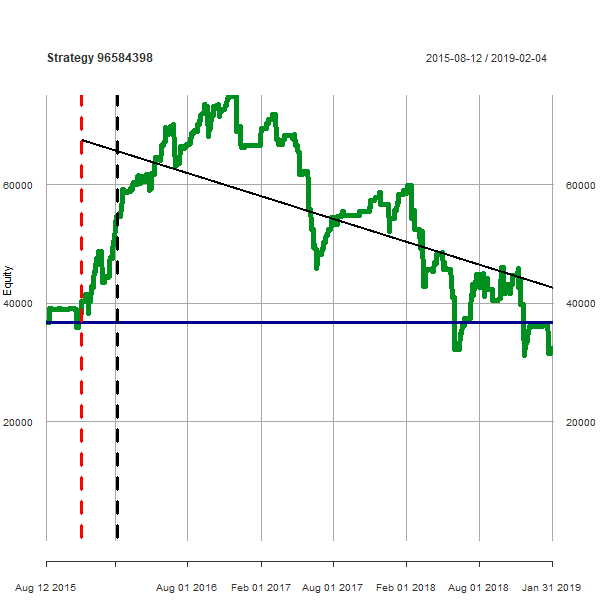 Strategy 96584398
2015-08-12 / 2019-02-04
60000
60000
Equity
40000
40000
20000
20000
Aug 12 2015
Aug 01 2016
Feb 01 2017
Aug 01 2017
Feb 01 2018
Aug 01 2018
Jan 31 2019